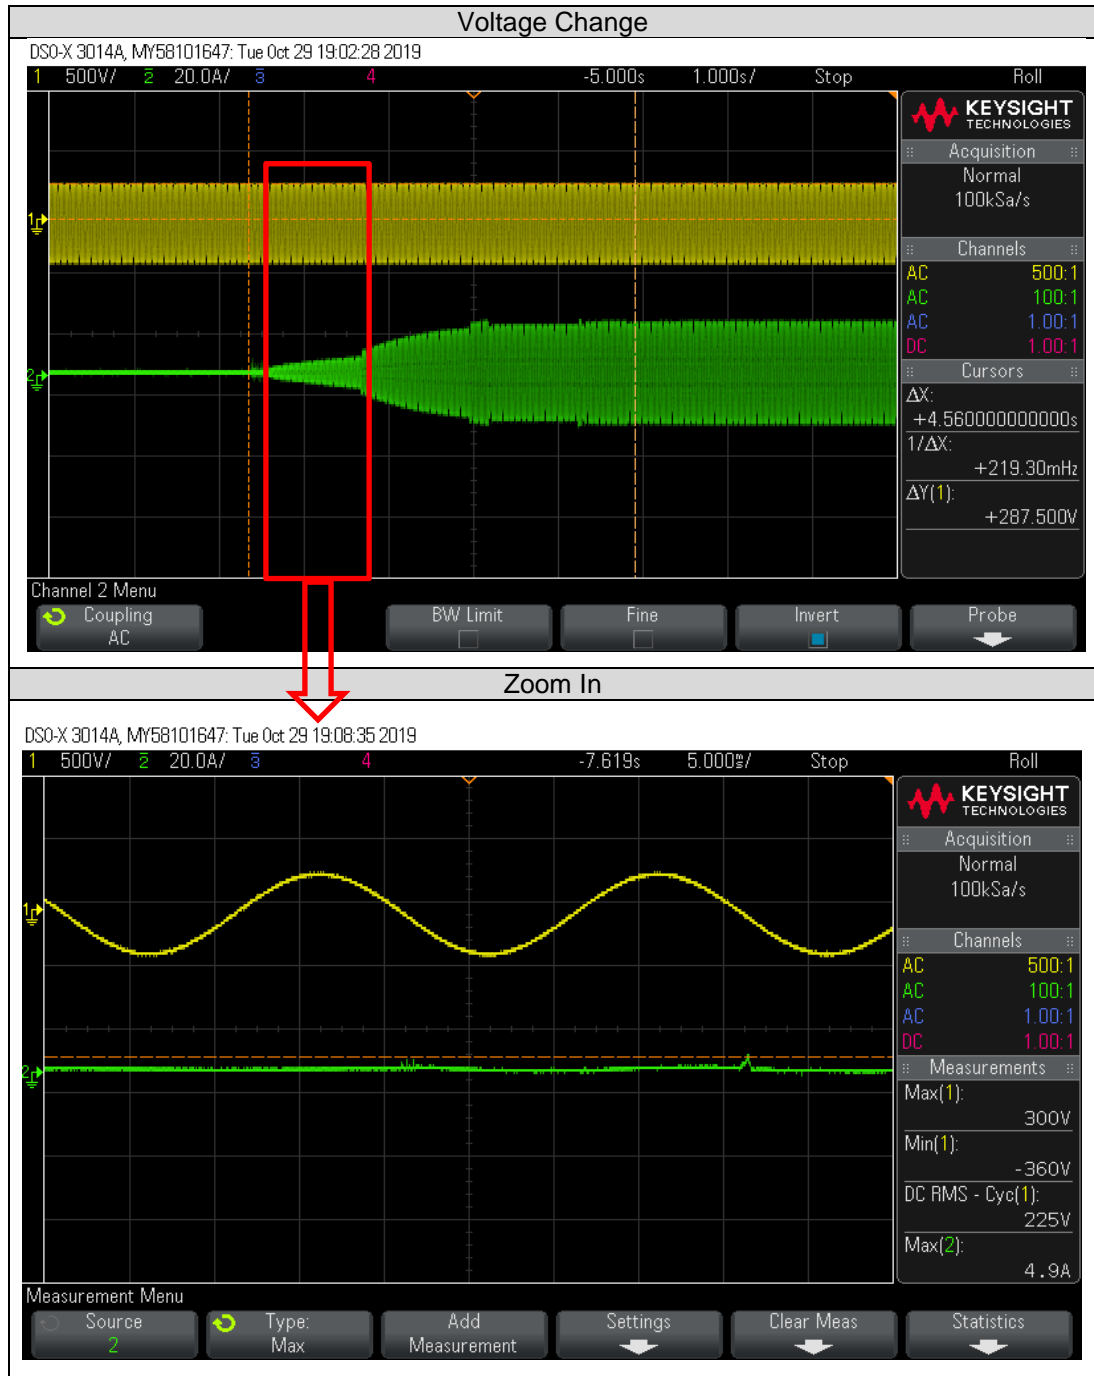 Voltage Change
DSO-X 3014A, MY58101647: Tue Oct 29 19:02:28 2019
1 500V/ 2 20.0A/ 3 4 -5.000s 1.000s/ Stop Roll
KEYSIGHT
TECHNOLOGIES
Acquisition
Normal
100kSa/s
Channels
AC 500:1
AC 100:1
AC 1.00:1
DC 1.00:1
Cursors
ΔX:
+4.560000000000s
1/ΔX:
+219.30mHz
ΔY(1):
+287.500V
1
2
Channel 2 Menu
Coupling BW Limit Fine Invert Probe
AC
Zoom In
DSO-X 3014A, MY58101647: Tue Oct 29 19:08:35 2019
1 500V/ 2 20.0A/ 3 4 -7.619s 5.000ms/ Stop Roll
KEYSIGHT
TECHNOLOGIES
Acquisition
Normal
100kSa/s
Channels
AC 500:1
AC 100:1
AC 1.00:1
DC 1.00:1
Measurements
Max(1):
300V
Min(1):
-360V
DC RMS - Cyc(1):
225V
Max(2):
4.9A
1
2
Measurement Menu
Source Type: Add Settings Clear Meas Statistics
2 Max Measurement